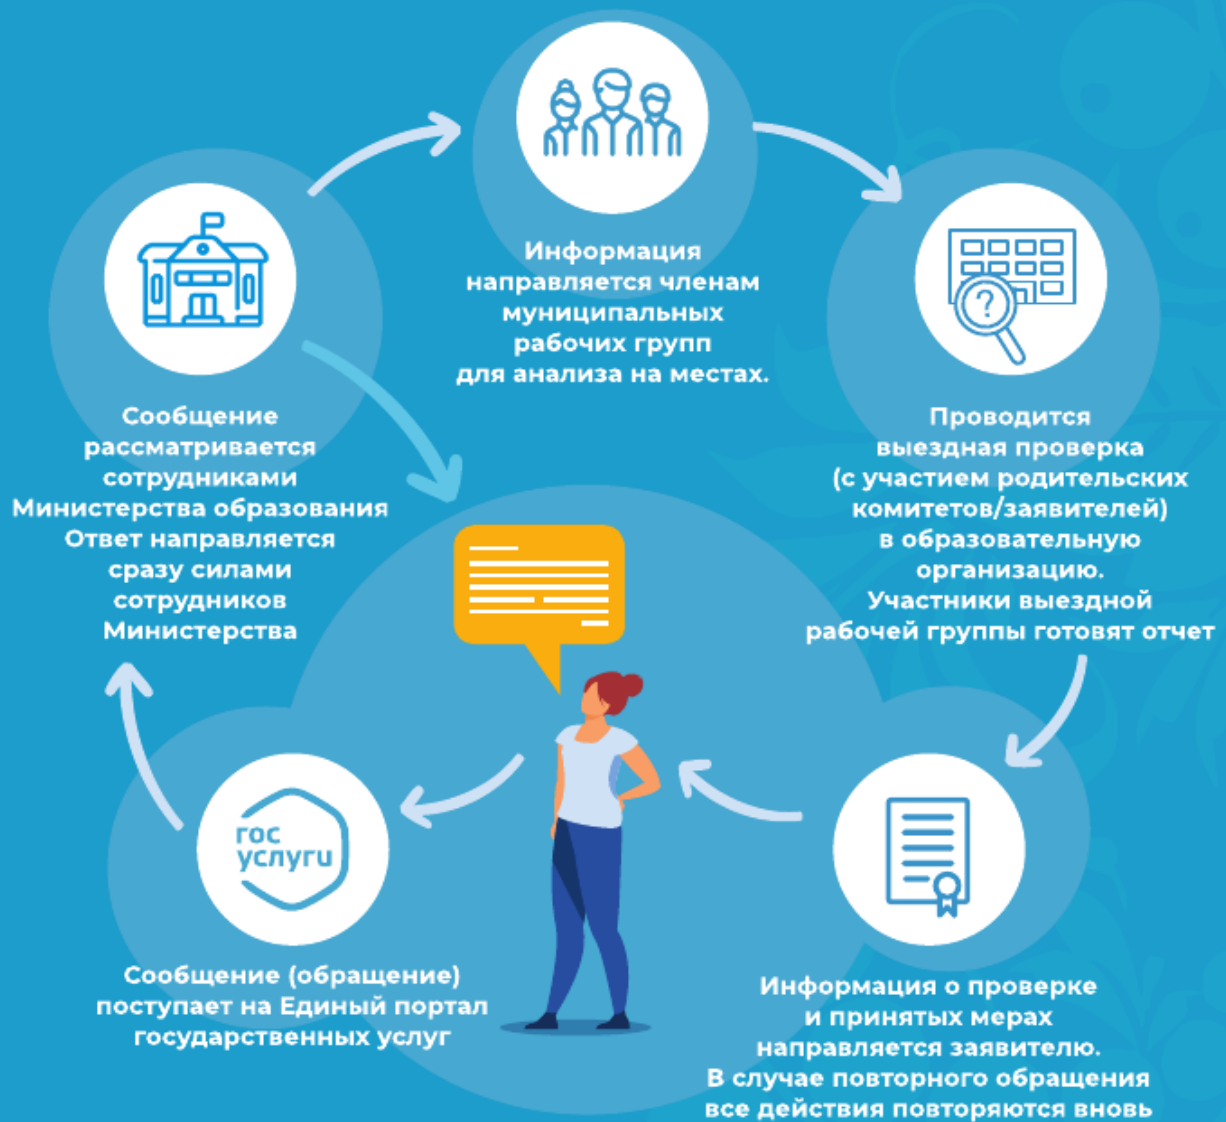 Информация
направляется членам
муниципальных
рабочих групп
для анализа на местах.
?
Сообщение
рассматривается
сотрудниками
Министерства образования
Ответ направляется
сразу силами
сотрудников
Министерства
Проводится
выездная проверка
(с участием родительских
комитетов/заявителей)
в образовательную
организацию.
Участники выездной
рабочей группы готовят отчет
гос
услуги
Сообщение (обращение)
поступает на Единый портал
государственных услуг
Информация о проверке
и принятых мерах
направляется заявителю.
В случае повторного обращения
все действия повторяются вновь